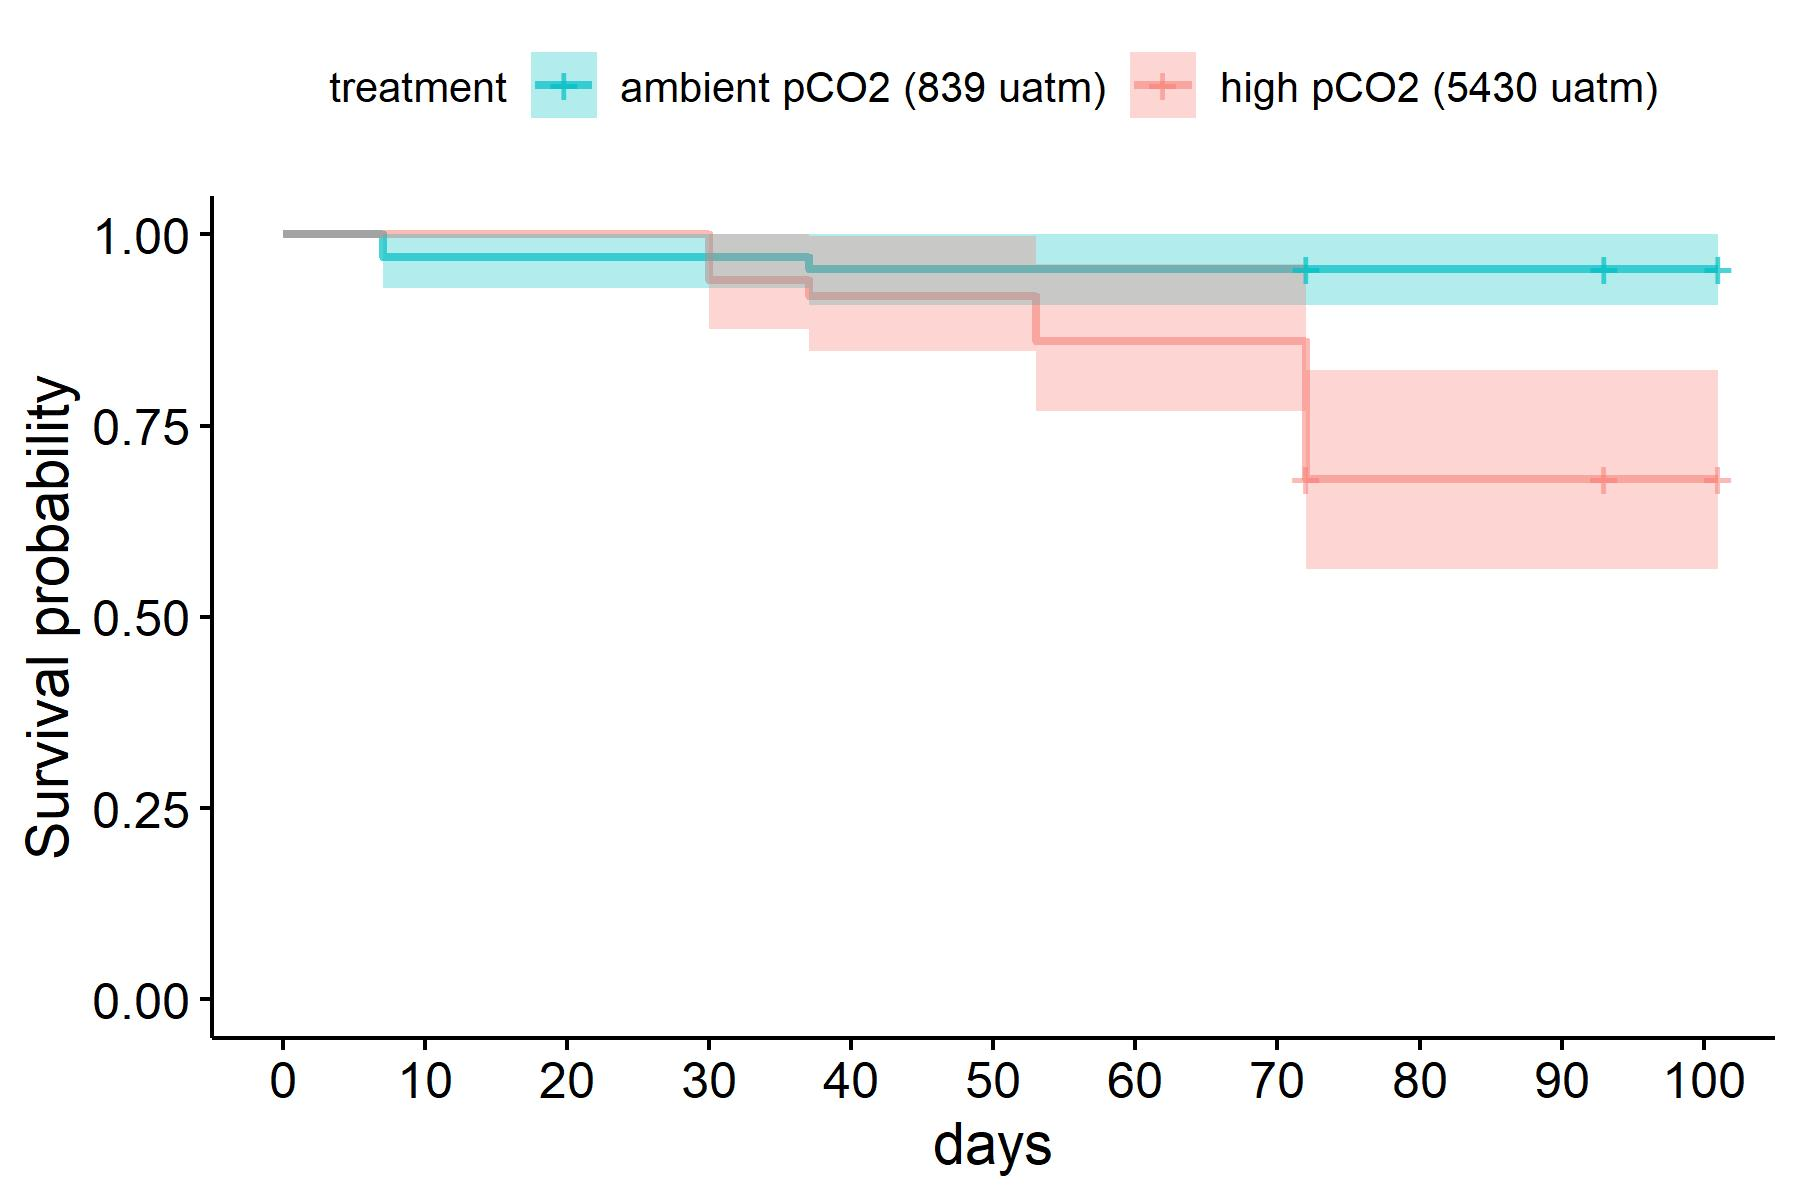 treatment ambient pCO2 (839 uatm) high pCO2 (5430 uatm)
Survival probability
1.00
0.75
0.50
0.25
0.00
0 10 20 30 40 50 60 70 80 90 100
days